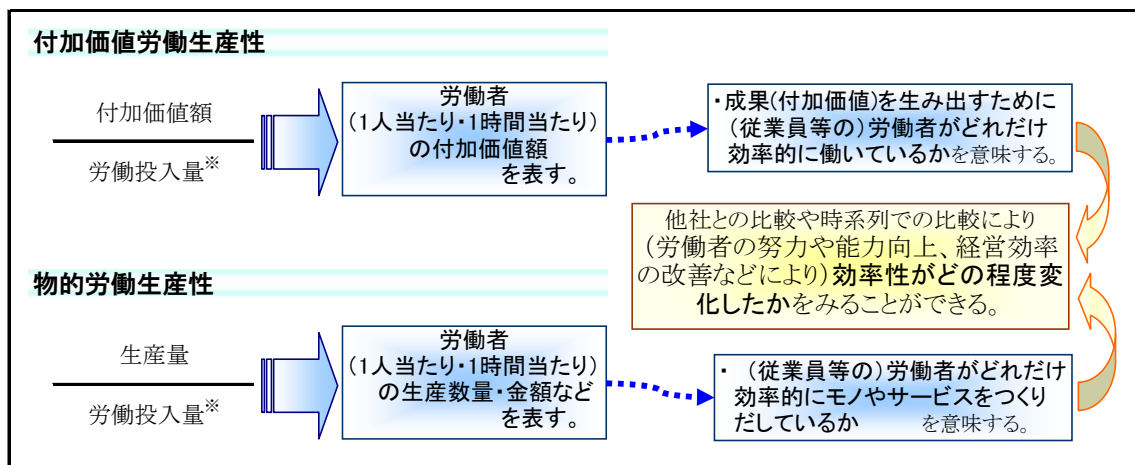 付加価値労働生産性
付加価値額
労働投入量※
労働者
(1人当たり・1時間当たり)
の付加価値額
を表す。
・成果(付加価値)を生み出すために
(従業員等の)労働者がどれだけ
効率的に働いているかを意味する。
他社との比較や時系列での比較により
(労働者の努力や能力向上、経営効率
の改善などにより)効率性がどの程度変
化したかをみることができる。
物的労働生産性
生産量
労働投入量※
労働者
(1人当たり・1時間当たり)
の生産数量・金額など
を表す。
・ (従業員等の)労働者がどれだけ
効率的にモノやサービスをつくり
だしているか を意味する。